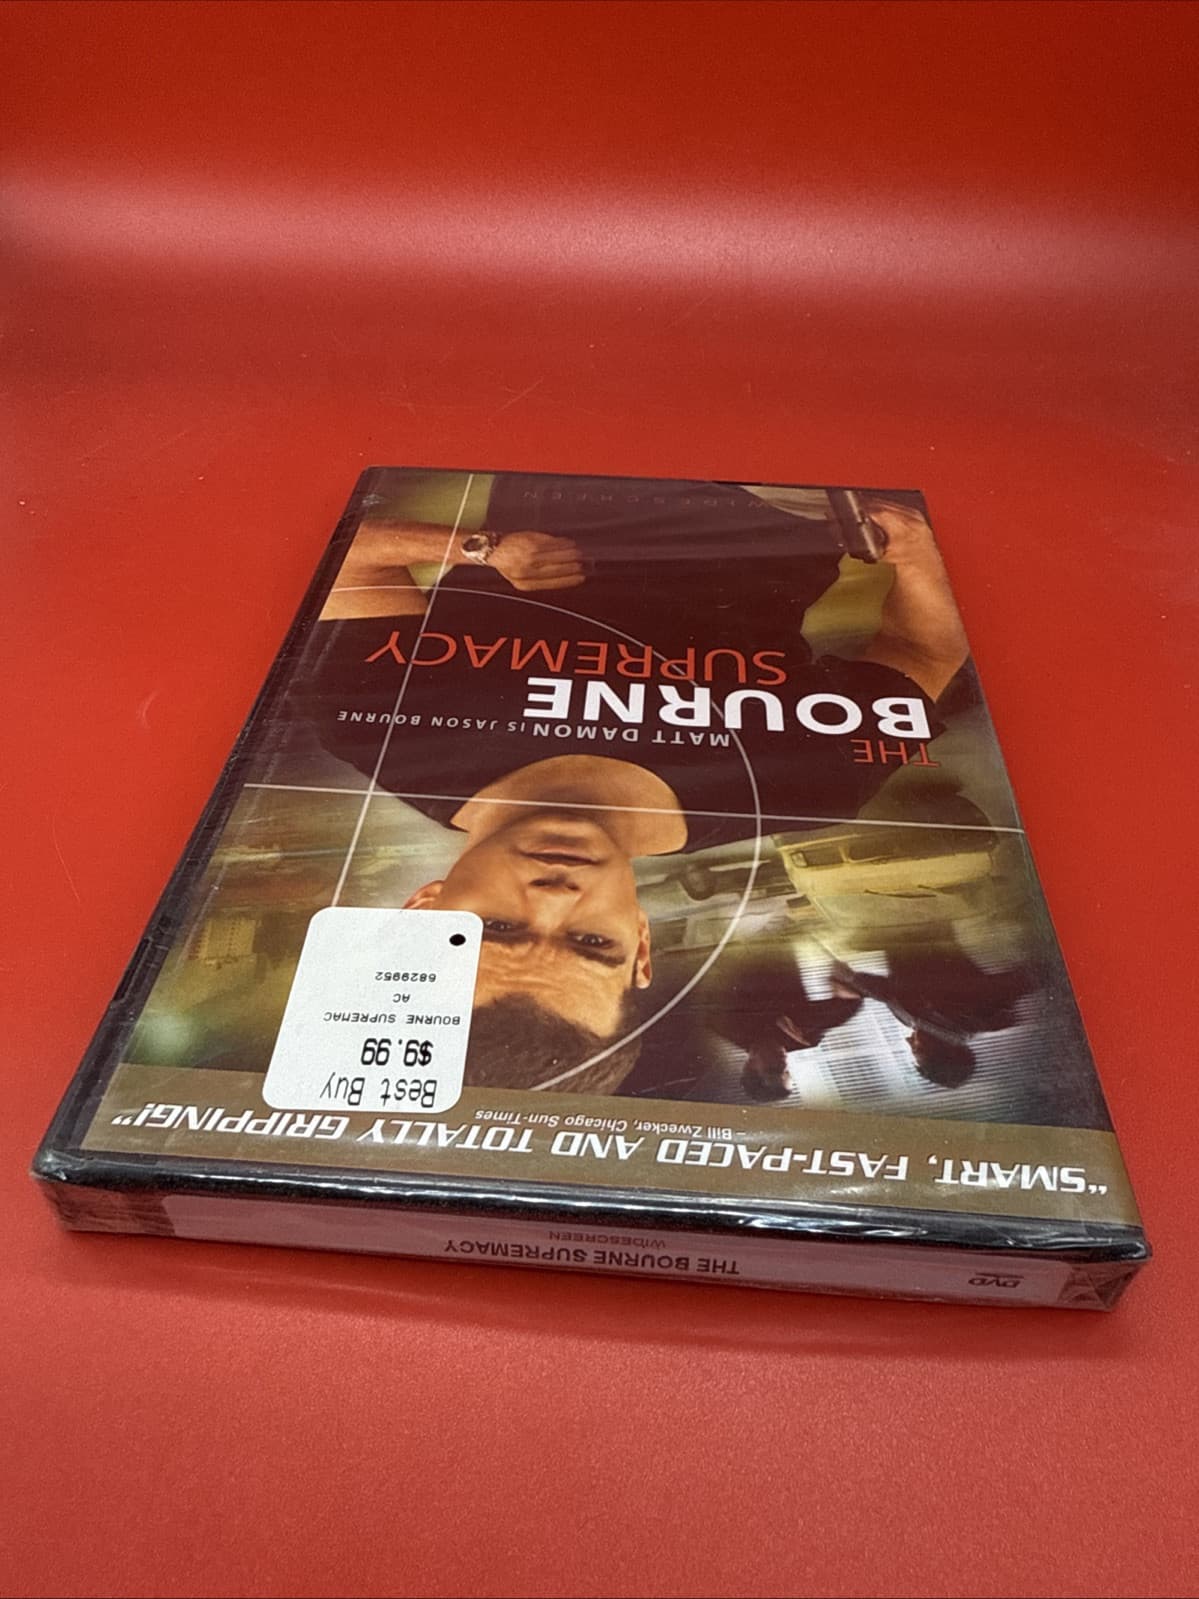 DVD
THE BOURNE SUPREMACY
WIDESCREEN
"SMART, FAST-PACED AND TOTALLY GRIPPING!"
– Bill Zwecker, Chicago Sun-Times
Best Buy
$9.99
BOURNE SUPREMAC
AC
6829952
MATT DAMON IS JASON BOURNE
THE
BOURNE
SUPREMACY
WIDESCREEN